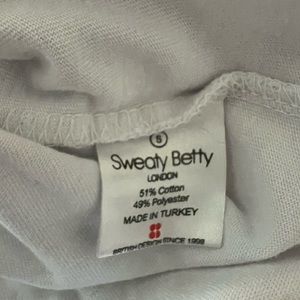 S
Sweaty Betty
LONDON
51% Cotton
49% Polyester
MADE IN TURKEY
BRITISH DESIGN SINCE 1998